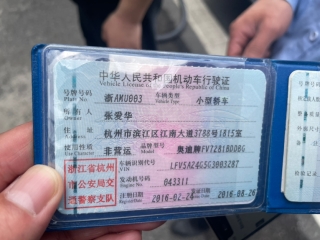 中华人民共和国机动车行驶证
Vehicle License of the People's Republic of China
号牌号码 浙AMU003 车辆类型 小型轿车
Plate No. Vehicle Type
所有人 张爱华
住址 杭州市滨江区江南大道3788号1815室
使用性质 非营运 品牌型号 奥迪牌FV7281BDDBG
Use Character Model
浙江省杭州 车辆识别代号 LFV5A24G5C3003287
市公安局交 VIN
通警察支队 发动机号码 043311
Engine No.
注册日期 2016-02-24 发证日期 2016-08-26